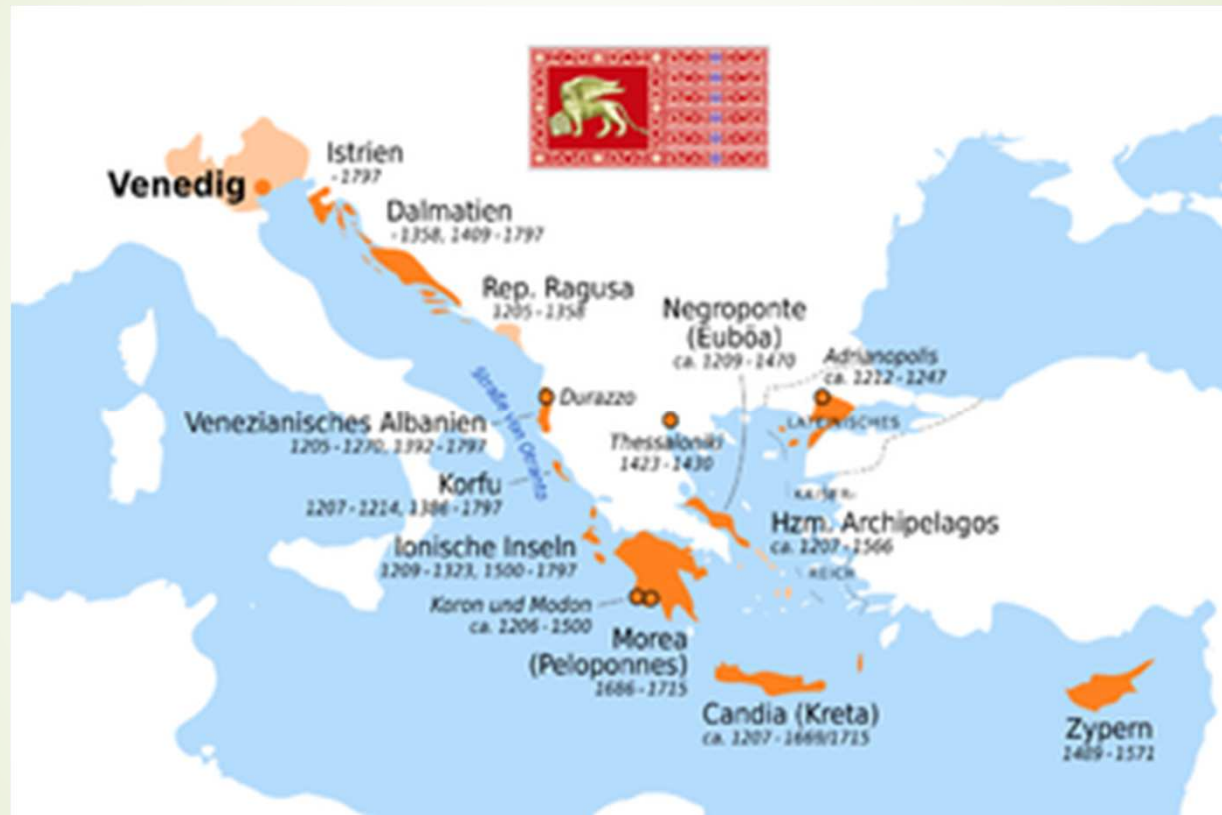 Venedig
Istrien
- 1797
Dalmatien
- 1358, 1409 - 1797
Rep. Ragusa
1205 - 1358
Negroponte
(Euböa)
ca. 1209 - 1470
Adrianopolis
ca. 1212 - 1247
Straße von Otranto
Durazzo
Venezianisches Albanien
1205 - 1270, 1392 - 1797
LATEINISCHES
Thessaloniki
1423 - 1430
Korfu
1207 - 1214, 1386 - 1797
KAISER-
Hzm. Archipelagos
ca. 1207 - 1566
Ionische Inseln
1209 - 1323, 1500 - 1797
REICH
Koron und Modon
ca. 1206 - 1500
Morea
(Peloponnes)
1686 - 1715
Candia (Kreta)
ca. 1207 - 1669/1715
Zypern
1489 - 1571